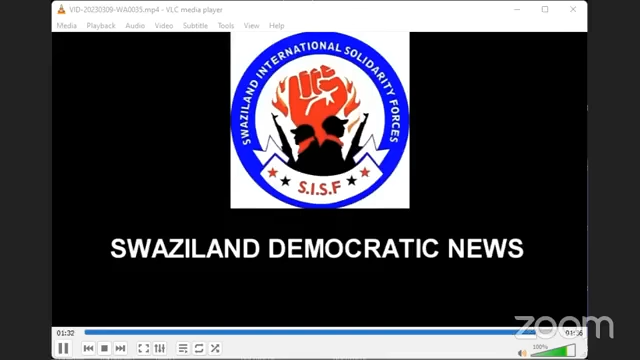 VID-20230309-WA0035.mp4 - VLC media player
Media Playback Audio Video Subtitle Tools View Help
SWAZILAND INTERNATIONAL SOLIDARITY FORCES
S.I.S.F
SWAZILAND DEMOCRATIC NEWS
01:32
zoom
100%